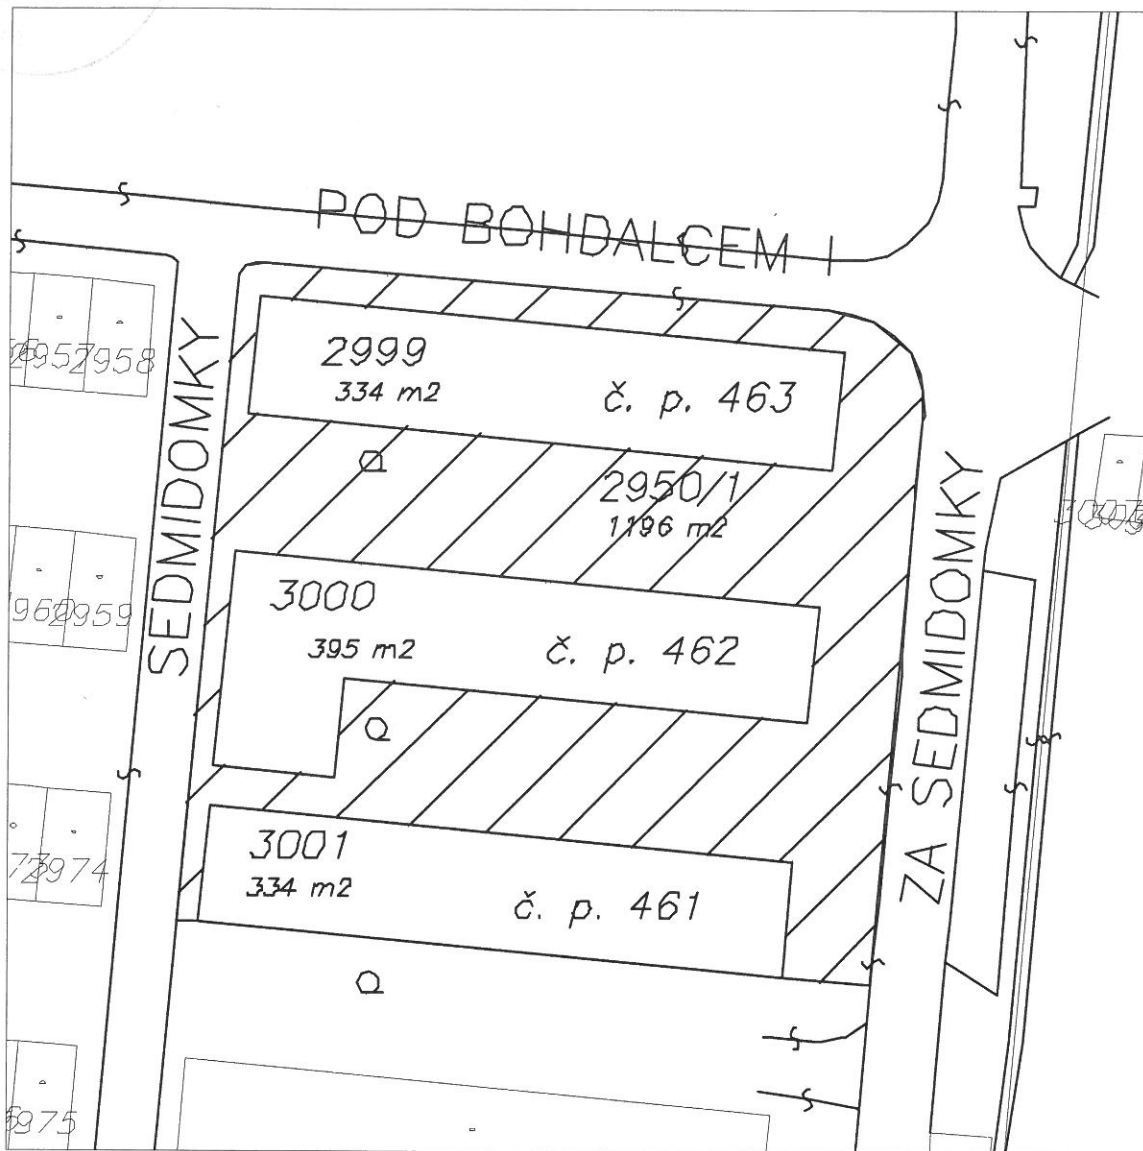 POD BOHDALCEM I
2999
334 m2
č. p. 463
2957
2958
SEDMIDOMKY
2950/1
1196 m2
3000
395 m2
č. p. 462
2959
ZA SEDMIDOMKY
3001
334 m2
č. p. 461
2974